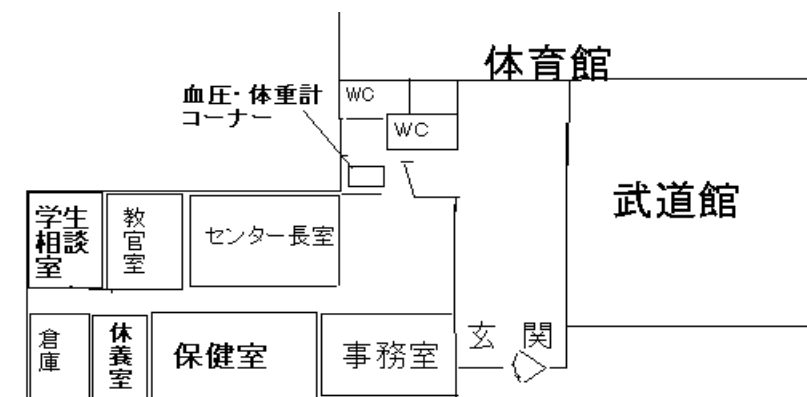 体育館
血圧・体重計
コーナー
WC
WC
武道館
学生
相談
室
教
官
室
センター長室
玄 関
倉
庫
休
養
室
保健室
事務室